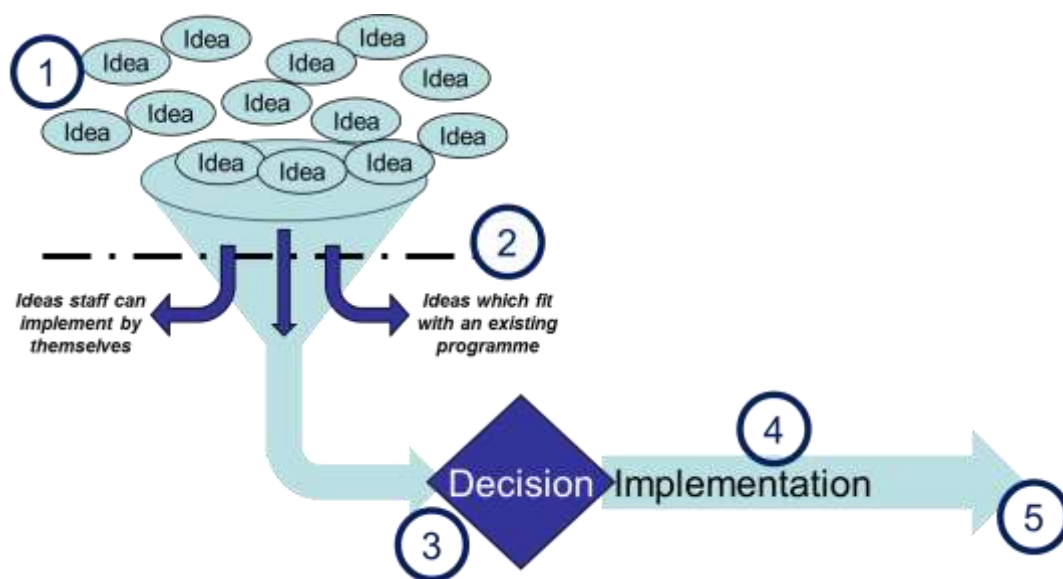 Idea
Idea
Idea
Idea
Idea
Idea
Idea
Idea
Idea
Idea
Idea
Idea
Idea
1
2
Ideas staff can
implement by
themselves
Ideas which fit
with an existing
programme
3
Decision
4
Implementation
5